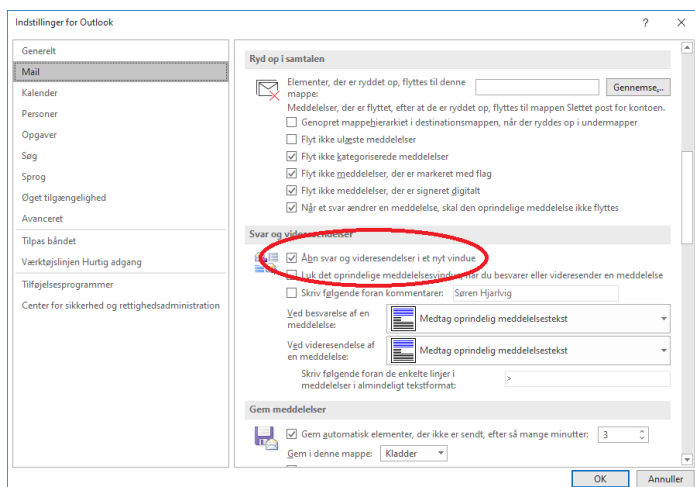 Indstillinger for Outlook
?
Generelt
Mail
Kalender
Personer
Opgaver
Søg
Sprog
Øget tilgængelighed
Avanceret
Tilpas båndet
Værktøjslinjen Hurtig adgang
Tilføjelsesprogrammer
Center for sikkerhed og rettighedsadministration
Ryd op i samtalen
Elementer, der er ryddet op, flyttes til denne
mappe:
Gennemse...
Meddelelser, der er flyttet, efter at de er ryddet op, flyttes til mappen Slettet post for kontoen.
Genopret mappehierarkiet i destinationsmappen, når der ryddes op i undermapper
Flyt ikke ulæste meddelelser
Flyt ikke kategoriserede meddelelser
Flyt ikke meddelelser, der er markeret med flag
Flyt ikke meddelelser, der er signeret digitalt
Når et svar ændrer en meddelelse, skal den oprindelige meddelelse ikke flyttes
Svar og videresendelser
Åbn svar og videresendelser i et nyt vindue
Luk det oprindelige meddelelsesvindue, når du besvarer eller videresender en meddelelse
Skriv følgende foran kommentarer: Søren Hjarlvig
Ved besvarelse af en
meddelelse:
Medtag oprindelig meddelelsestekst
Ved videresendelse af
en meddelelse:
Medtag oprindelig meddelelsestekst
Skriv følgende foran de enkelte linjer i
meddelelser i almindeligt tekstformat:
>
Gem meddelelser
Gem automatisk elementer, der ikke er sendt, efter så mange minutter: 3
Gem i denne mappe: Kladder
OK
Annuller